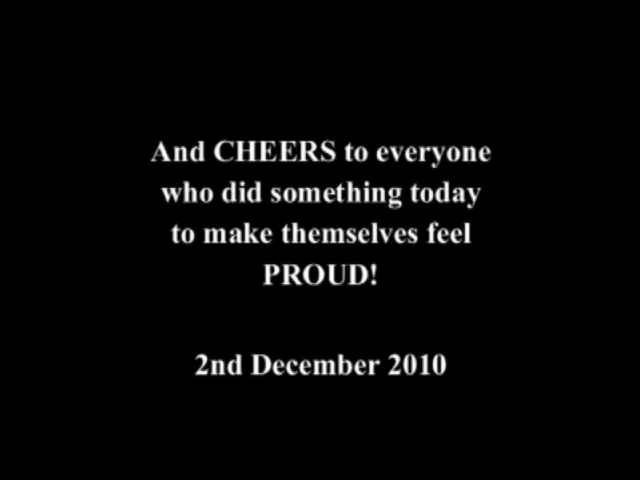 And CHEERS to everyone
who did something today
to make themselves feel
PROUD!
2nd December 2010